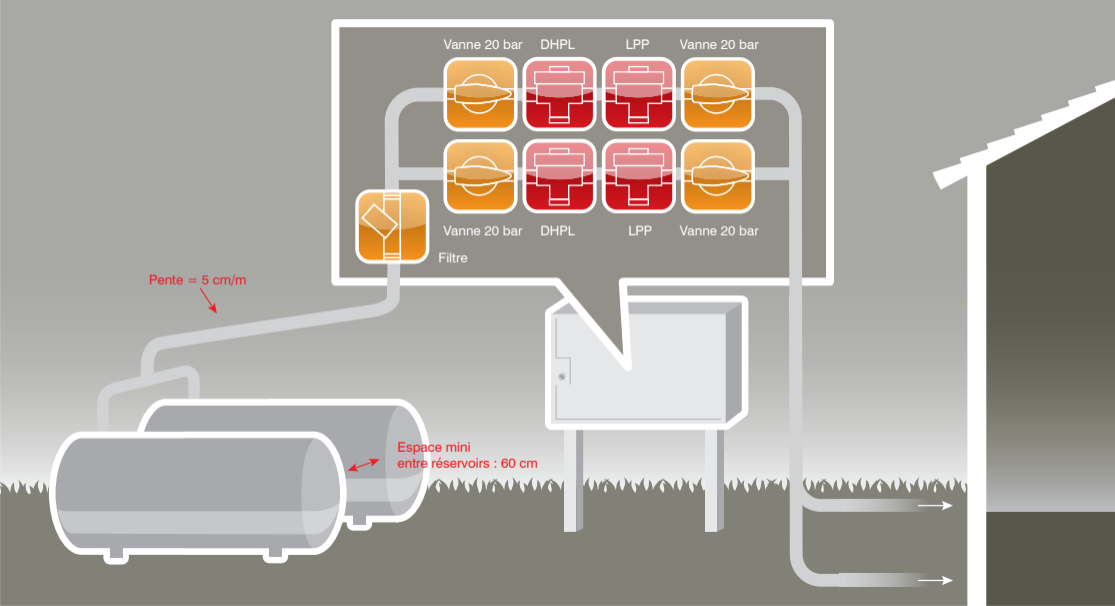 Vanne 20 bar DHPL LPP Vanne 20 bar
Vanne 20 bar DHPL LPP Vanne 20 bar
Filtre
Pente = 5 cm/m
Espace mini
entre réservoirs : 60 cm